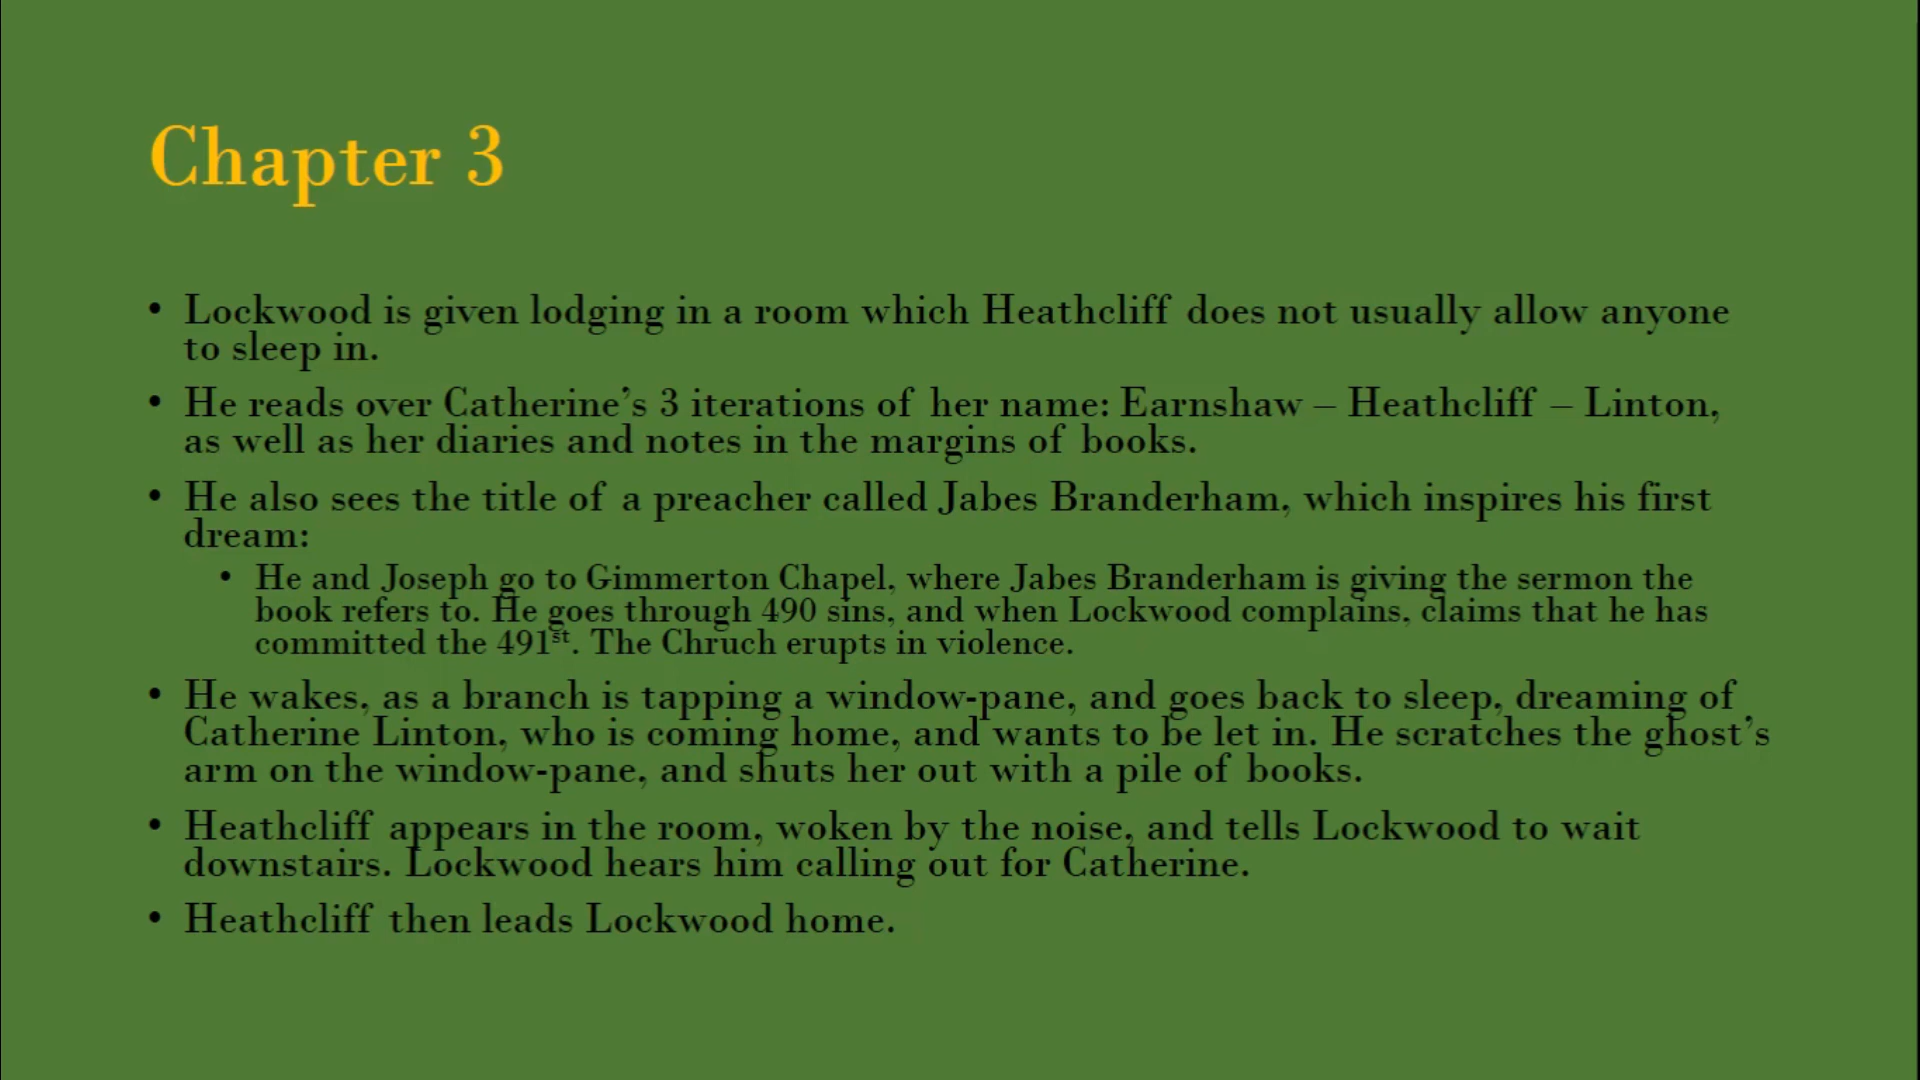 Chapter 3
• Lockwood is given lodging in a room which Heathcliff does not usually allow anyone
to sleep in.
• He reads over Catherine’s 3 iterations of her name: Earnshaw – Heathcliff – Linton,
as well as her diaries and notes in the margins of books.
• He also sees the title of a preacher called Jabes Branderham, which inspires his first
dream:
• He and Joseph go to Gimmerton Chapel, where Jabes Branderham is giving the sermon the
book refers to. He goes through 490 sins, and when Lockwood complains, claims that he has
committed the 491st. The Chruch erupts in violence.
• He wakes, as a branch is tapping a window-pane, and goes back to sleep, dreaming of
Catherine Linton, who is coming home, and wants to be let in. He scratches the ghost’s
arm on the window-pane, and shuts her out with a pile of books.
• Heathcliff appears in the room, woken by the noise, and tells Lockwood to wait
downstairs. Lockwood hears him calling out for Catherine.
• Heathcliff then leads Lockwood home.